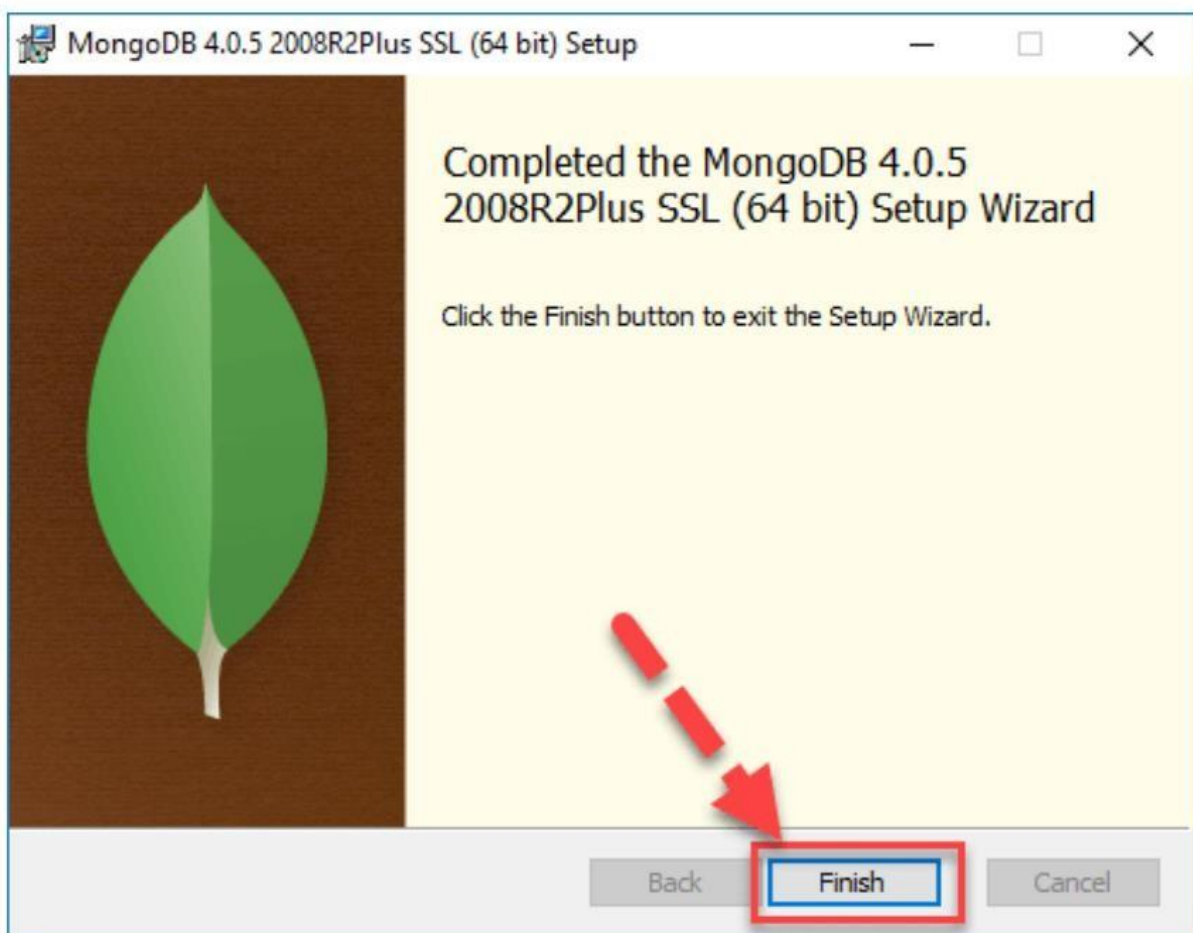 MongoDB 4.0.5 2008R2Plus SSL (64 bit) Setup
Completed the MongoDB 4.0.5
2008R2Plus SSL (64 bit) Setup Wizard
Click the Finish button to exit the Setup Wizard.
Back Finish Cancel